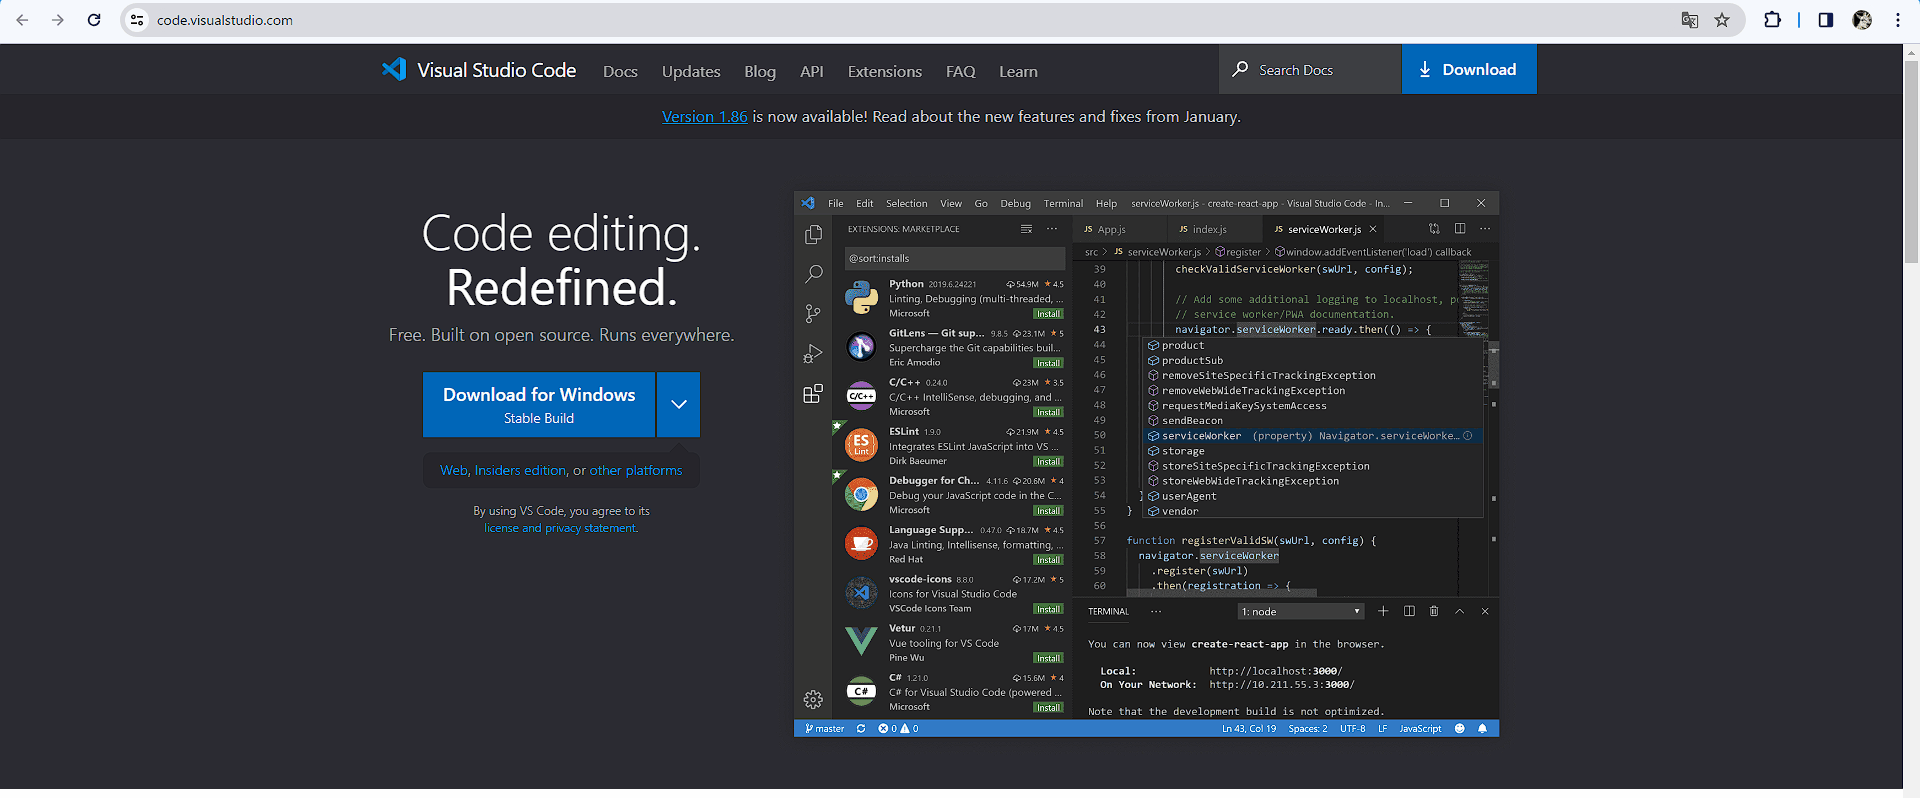 code.visualstudio.com
Visual Studio Code Docs Updates Blog API Extensions FAQ Learn Search Docs Download
Version 1.86 is now available! Read about the new features and fixes from January.
Code editing.
Redefined.
Free. Built on open source. Runs everywhere.
Download for Windows
Stable Build
Web, Insiders edition, or other platforms
By using VS Code, you agree to its
license and privacy statement.
File Edit Selection View Go Debug Terminal Help serviceWorker.js - create-react-app - Visual Studio Code - In...
EXTENSIONS: MARKETPLACE
@sort:installs
Python 2019.6.24221 54.9M ★ 4.5
Linting, Debugging (multi-threaded, ...
Microsoft Install
GitLens — Git sup... 9.8.5 23.1M ★ 5
Supercharge the Git capabilities buil...
Eric Amodio Install
C/C++ 0.24.0 23M ★ 3.5
C/C++ C/C++ IntelliSense, debugging, and ...
Microsoft Install
ESLint 1.9.0 21.9M ★ 4.5
ES Lint Integrates ESLint JavaScript into VS ...
Dirk Baeumer Install
Debugger for Ch... 4.11.6 20.6M ★ 4
Debug your JavaScript code in the C...
Microsoft Install
Language Supp... 0.47.0 18.7M ★ 4.5
Java Linting, Intellisense, formatting, ...
Red Hat Install
vscode-icons 8.8.0 17.2M ★ 5
Icons for Visual Studio Code
VSCode Icons Team Install
Vetur 0.21.1 17M ★ 4.5
Vue tooling for VS Code
Pine Wu Install
C# 1.21.0 15.6M ★ 4
C# C# for Visual Studio Code (powered ...
Microsoft Install
JS App.js JS index.js JS serviceWorker.js
src > JS serviceWorker.js > register > window.addEventListener('load') callback
39 checkValidServiceWorker(swUrl, config);
40
41 // Add some additional logging to localhost, po
42 // service worker/PWA documentation.
43 navigator.serviceWorker.ready.then(() => {
44 product
45 productSub
46 removeSiteSpecificTrackingException
47 removeWebWideTrackingException
48 requestMediaKeySystemAccess
49 sendBeacon
50 serviceWorker (property) Navigator.serviceWorke...
51 storage
52 storeSiteSpecificTrackingException
53 storeWebWideTrackingException
54 } userAgent
55 } vendor
56
57 function registerValidSW(swUrl, config) {
58 navigator.serviceWorker
59 .register(swUrl)
60 .then(registration => {
TERMINAL ... 1: node
You can now view create-react-app in the browser.
Local: http://localhost:3000/
On Your Network: http://10.211.55.3:3000/
Note that the development build is not optimized.
master 0 0 Ln 43, Col 19 Spaces: 2 UTF-8 LF JavaScript